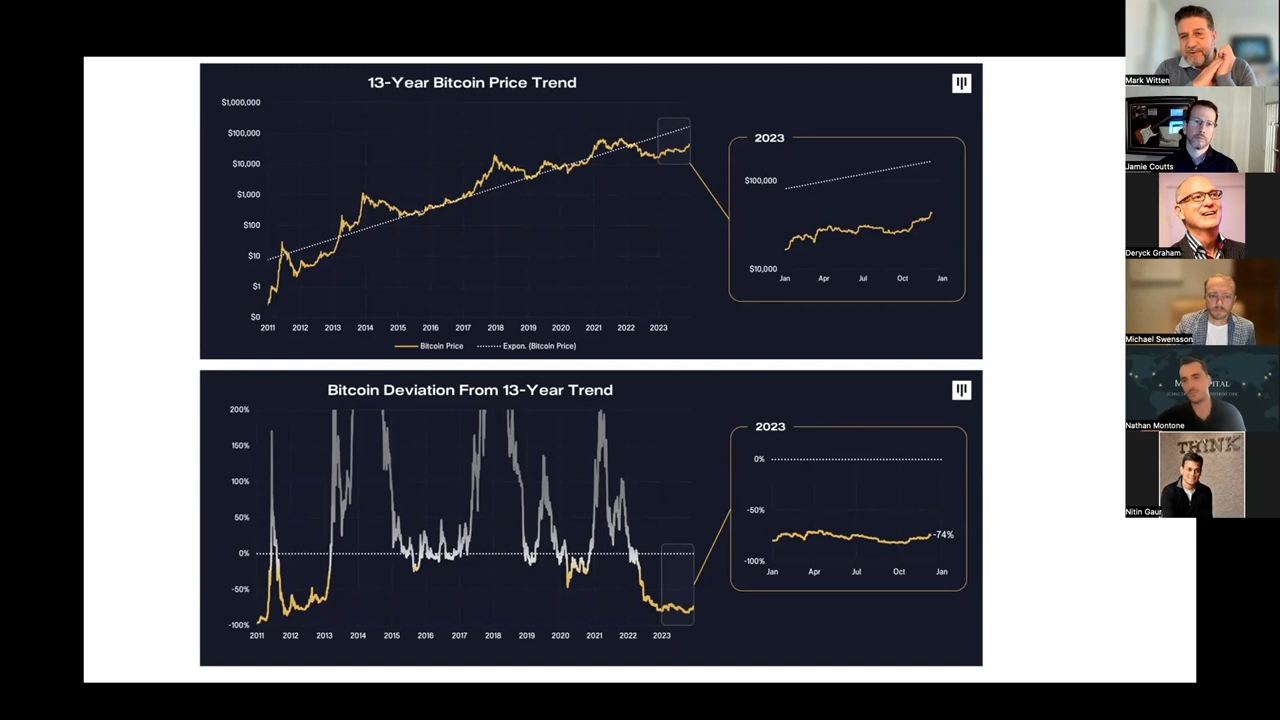 13-Year Bitcoin Price Trend
$1,000,000
$100,000
$10,000
$1,000
$100
$10
$1
$0
2011 2012 2013 2014 2015 2016 2017 2018 2019 2020 2021 2022 2023
Bitcoin Price Expon. (Bitcoin Price)
2023
$100,000
$10,000
Jan Apr Jul Oct Jan
Bitcoin Deviation From 13-Year Trend
200%
150%
100%
50%
0%
-50%
-100%
2011 2012 2013 2014 2015 2016 2017 2018 2019 2020 2021 2022 2023
2023
0%
-50%
-74%
-100%
Jan Apr Jul Oct Jan
Mark Witten
Jamie Coutts
Deryck Graham
Michael Swensson
Nathan Montone
THINK
Nitin Gaur